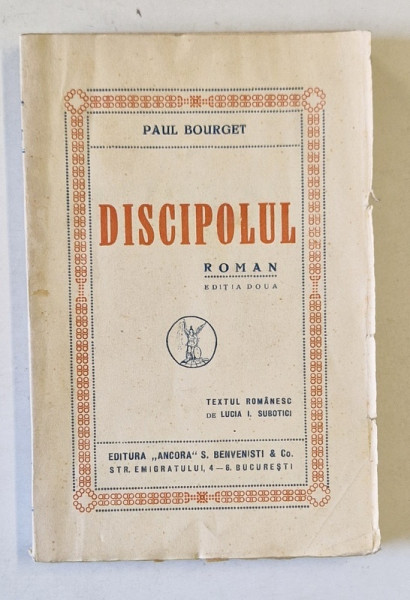 PAUL BOURGET
DISCIPOLUL
ROMAN
EDIȚIA DOUA
TEXTUL ROMÂNESC
DE LUCIA I. SUBOTICI
EDITURA „ANCORA“ S. BENVENISTI & Co.
STR. EMIGRATULUI, 4 — 6. BUCUREȘTI